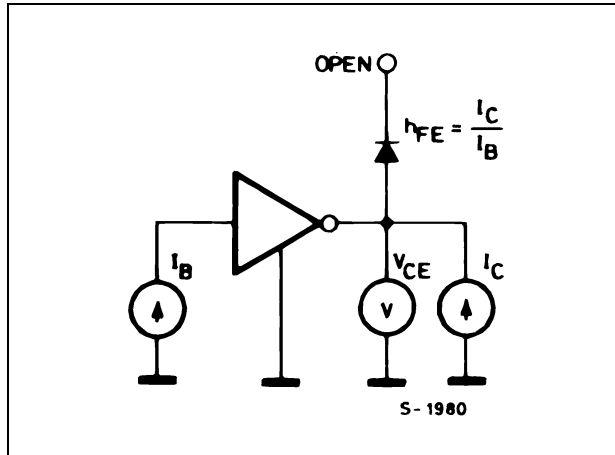 OPEN
hFE = IC
IB
IB
VCE
IC
V
S-1980